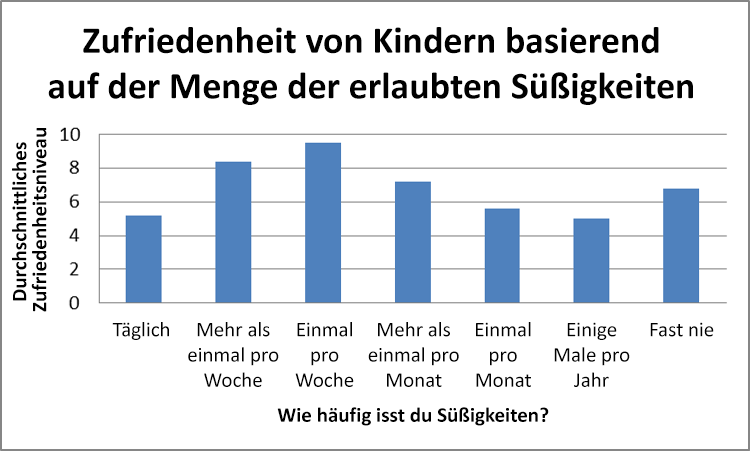 Zufriedenheit von Kindern basierend
auf der Menge der erlaubten Süßigkeiten
Durchschnittliches
Zufriedenheitsniveau
10
8
6
4
2
0
Täglich
Mehr als
einmal pro
Woche
Einmal
pro
Woche
Mehr als
einmal pro
Monat
Einmal
pro
Monat
Einige
Male pro
Jahr
Fast nie
Wie häufig isst du Süßigkeiten?